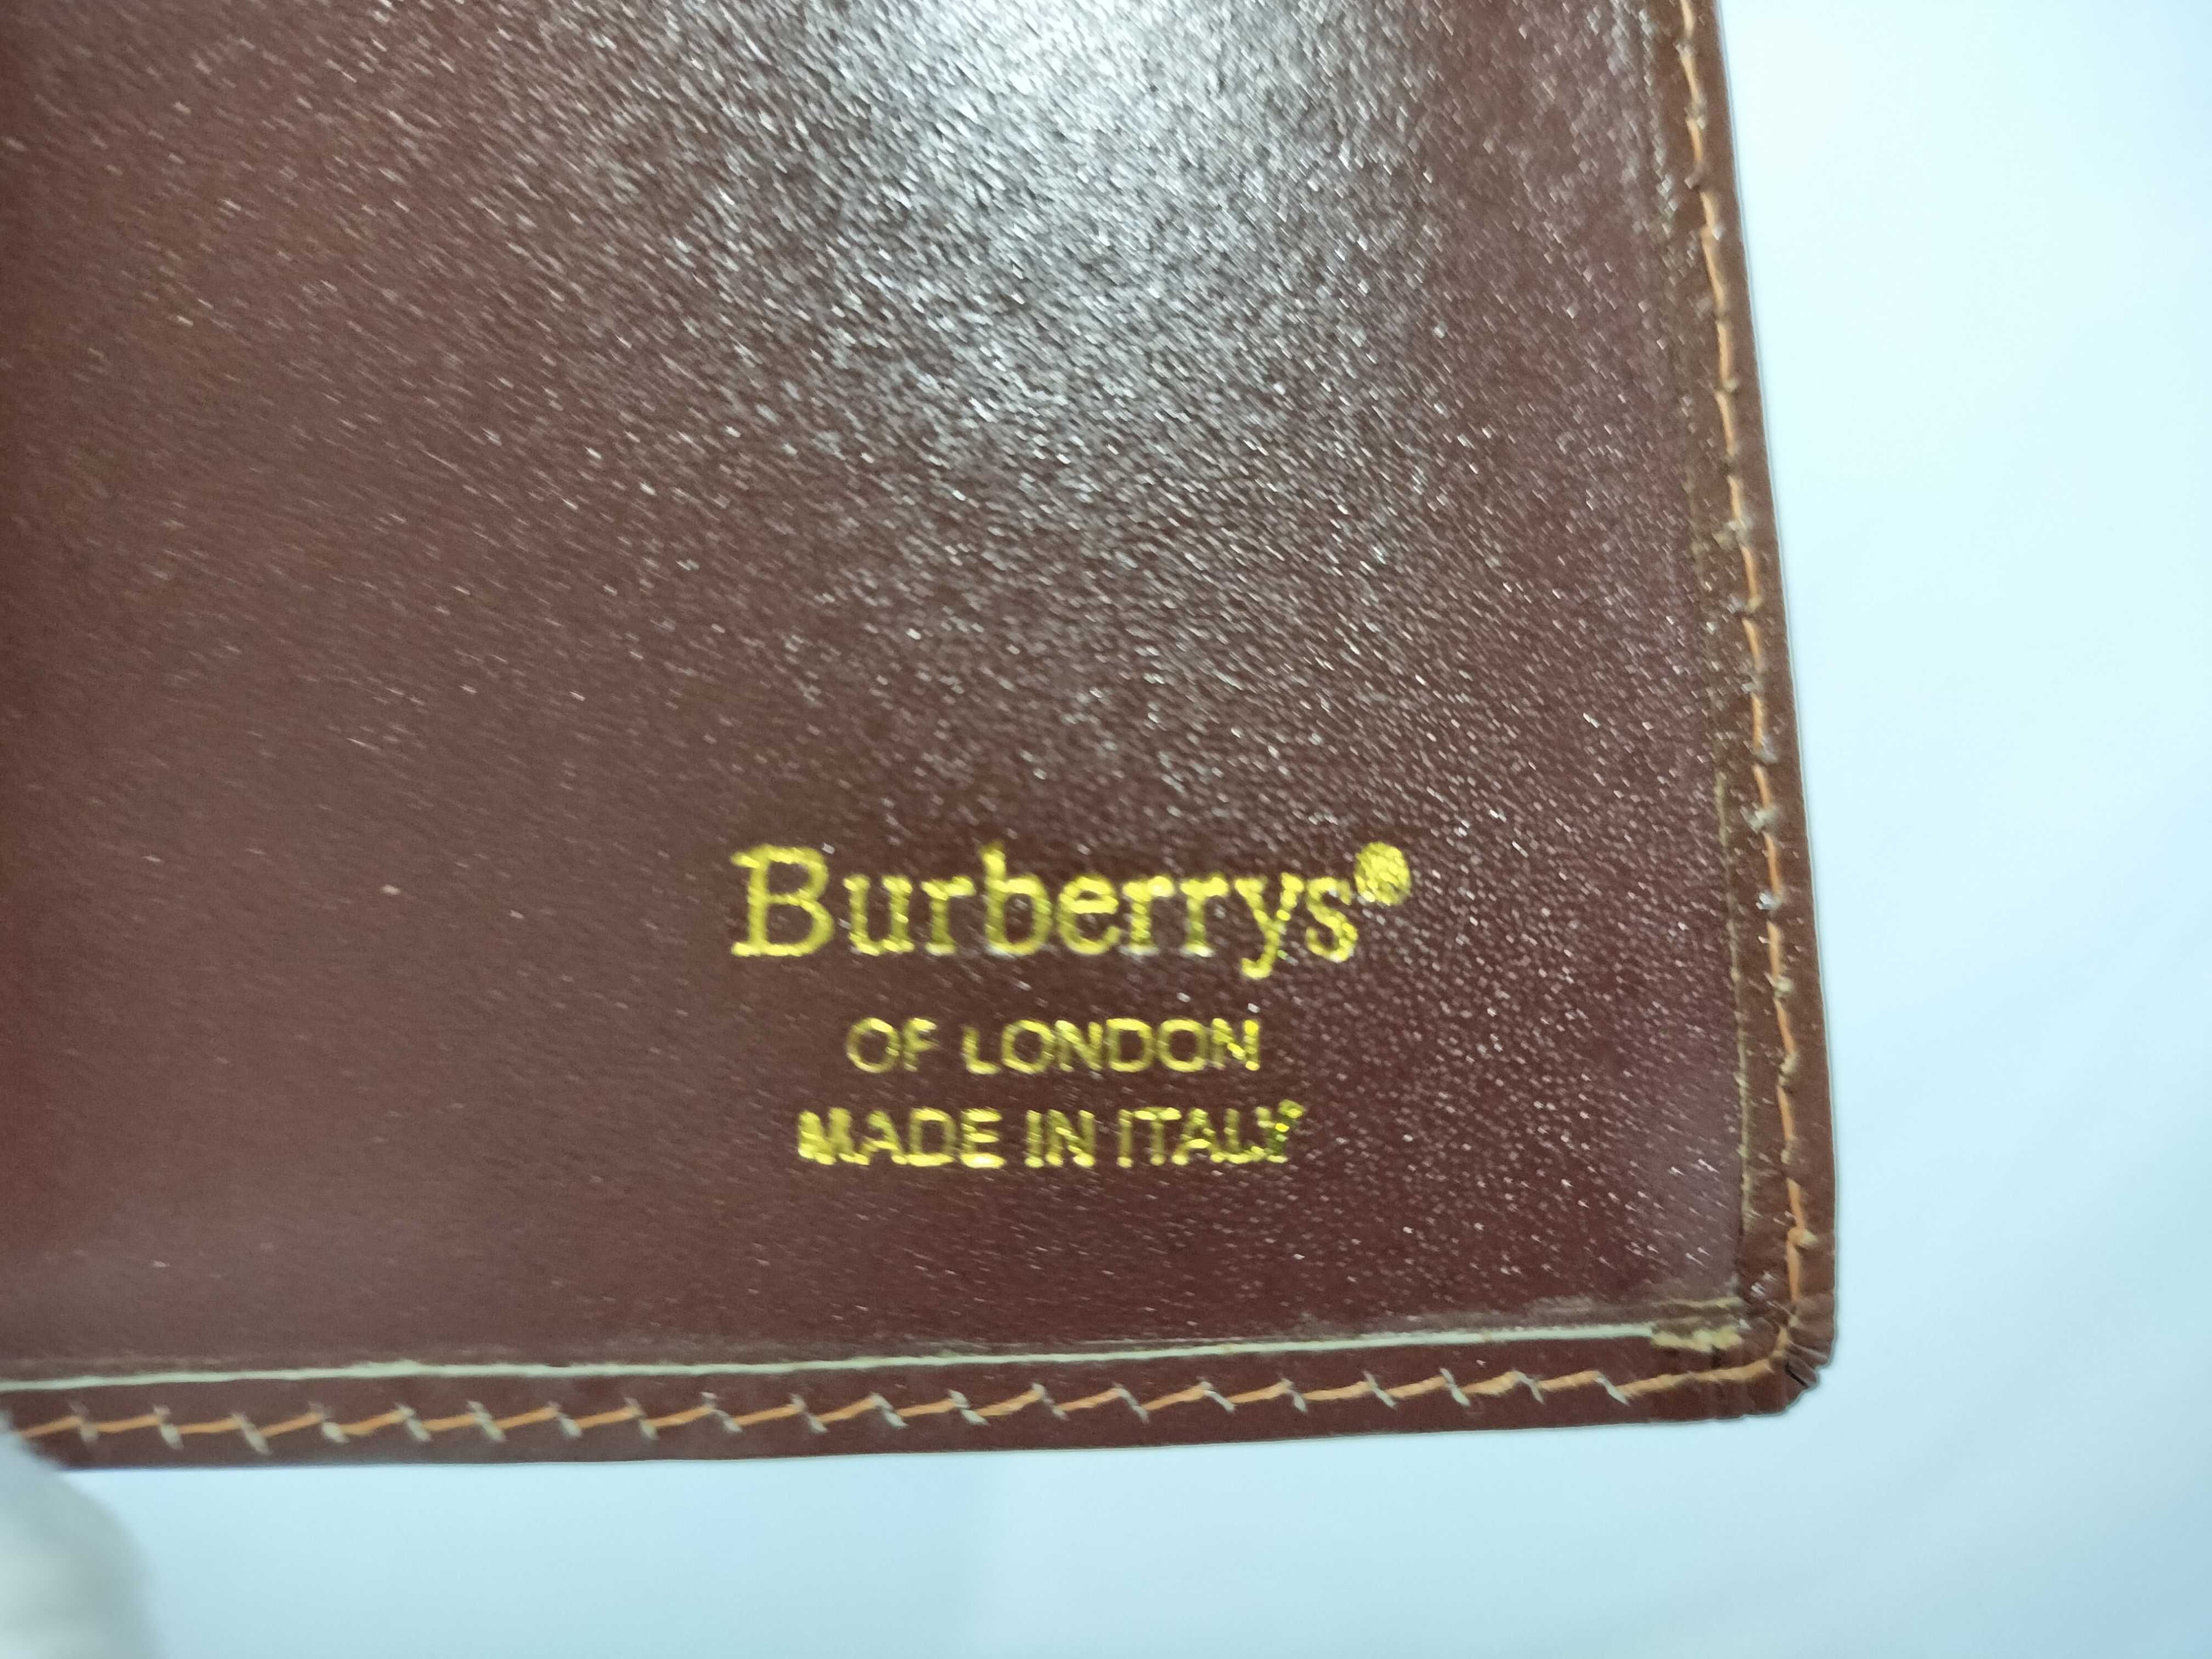 Burberrys®
OF LONDON
MADE IN ITALY